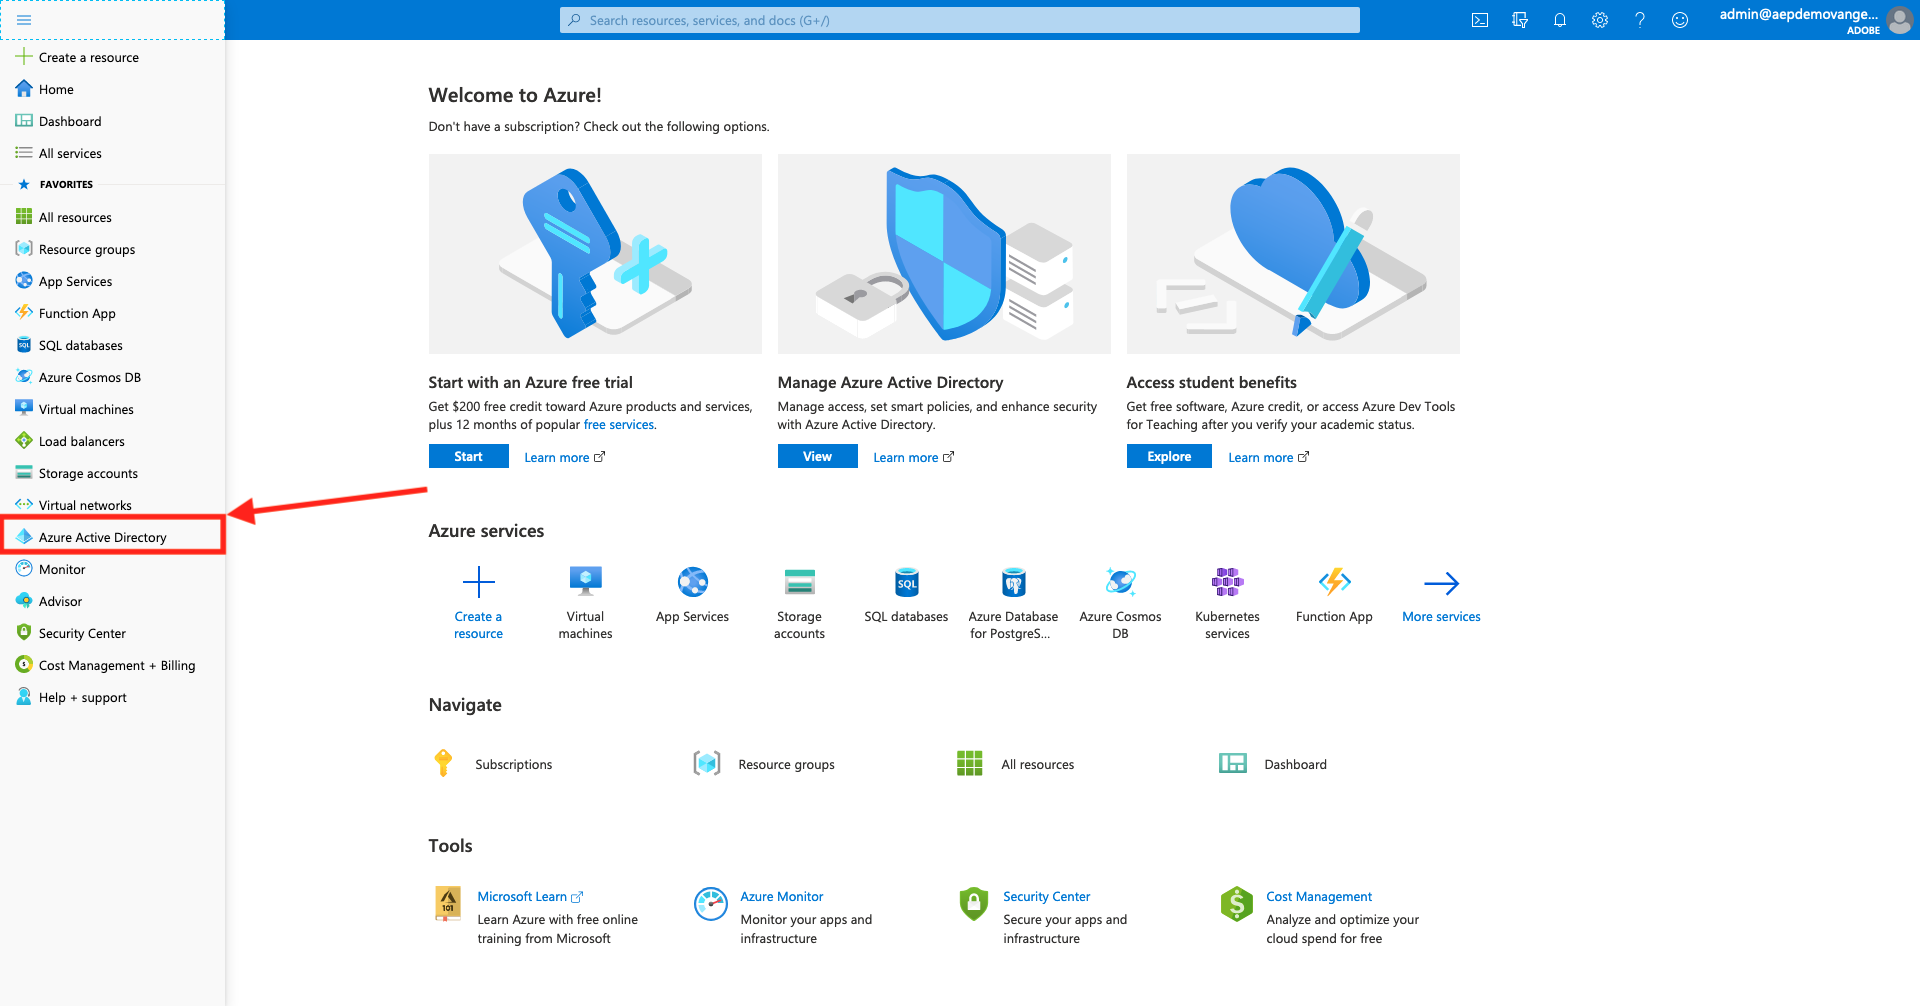 Search resources, services, and docs (G+/)
admin@aepdemovange...
ADOBE
Create a resource
Home
Dashboard
All services
FAVORITES
All resources
Resource groups
App Services
Function App
SQL databases
Azure Cosmos DB
Virtual machines
Load balancers
Storage accounts
Virtual networks
Azure Active Directory
Monitor
Advisor
Security Center
Cost Management + Billing
Help + support
Welcome to Azure!
Don't have a subscription? Check out the following options.
Start with an Azure free trial
Get $200 free credit toward Azure products and services,
plus 12 months of popular free services.
Start
Learn more
Manage Azure Active Directory
Manage access, set smart policies, and enhance security
with Azure Active Directory.
View
Learn more
Access student benefits
Get free software, Azure credit, or access Azure Dev Tools
for Teaching after you verify your academic status.
Explore
Learn more
Azure services
Create a
resource
Virtual
machines
App Services
Storage
accounts
SQL
SQL databases
Azure Database
for PostgreS...
Azure Cosmos
DB
Kubernetes
services
Function App
More services
Navigate
Subscriptions
Resource groups
All resources
Dashboard
Tools
101
Microsoft Learn
Learn Azure with free online
training from Microsoft
Azure Monitor
Monitor your apps and
infrastructure
Security Center
Secure your apps and
infrastructure
Cost Management
Analyze and optimize your
cloud spend for free